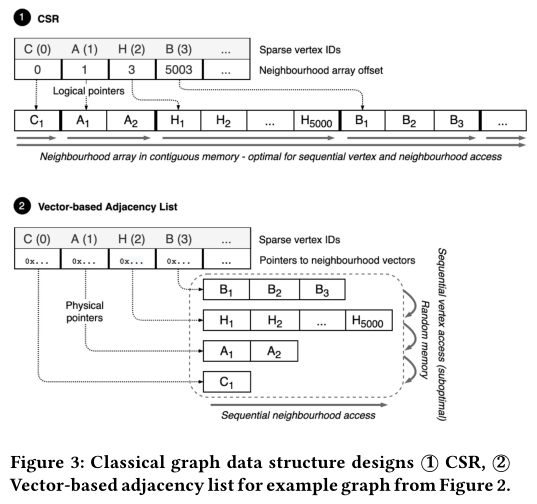 1 CSR
C (0) A (1) H (2) B (3) ... Sparse vertex IDs
0 1 3 5003 ... Neighbourhood array offset
Logical pointers
C1 A1 A2 H1 H2 ... H5000 B1 B2 B3 ...
Neighbourhood array in contiguous memory - optimal for sequential vertex and neighbourhood access
2 Vector-based Adjacency List
C (0) A (1) H (2) B (3) ... Sparse vertex IDs
0x... 0x... 0x... 0x... ... Pointers to neighbourhood vectors
B1 B2 B3
Physical
pointers
H1 H2 ... H5000
A1 A2
C1
Sequential neighbourhood access
Sequential vertex access (suboptimal)
Random memory
Figure 3: Classical graph data structure designs ① CSR, ②
Vector-based adjacency list for example graph from Figure 2.